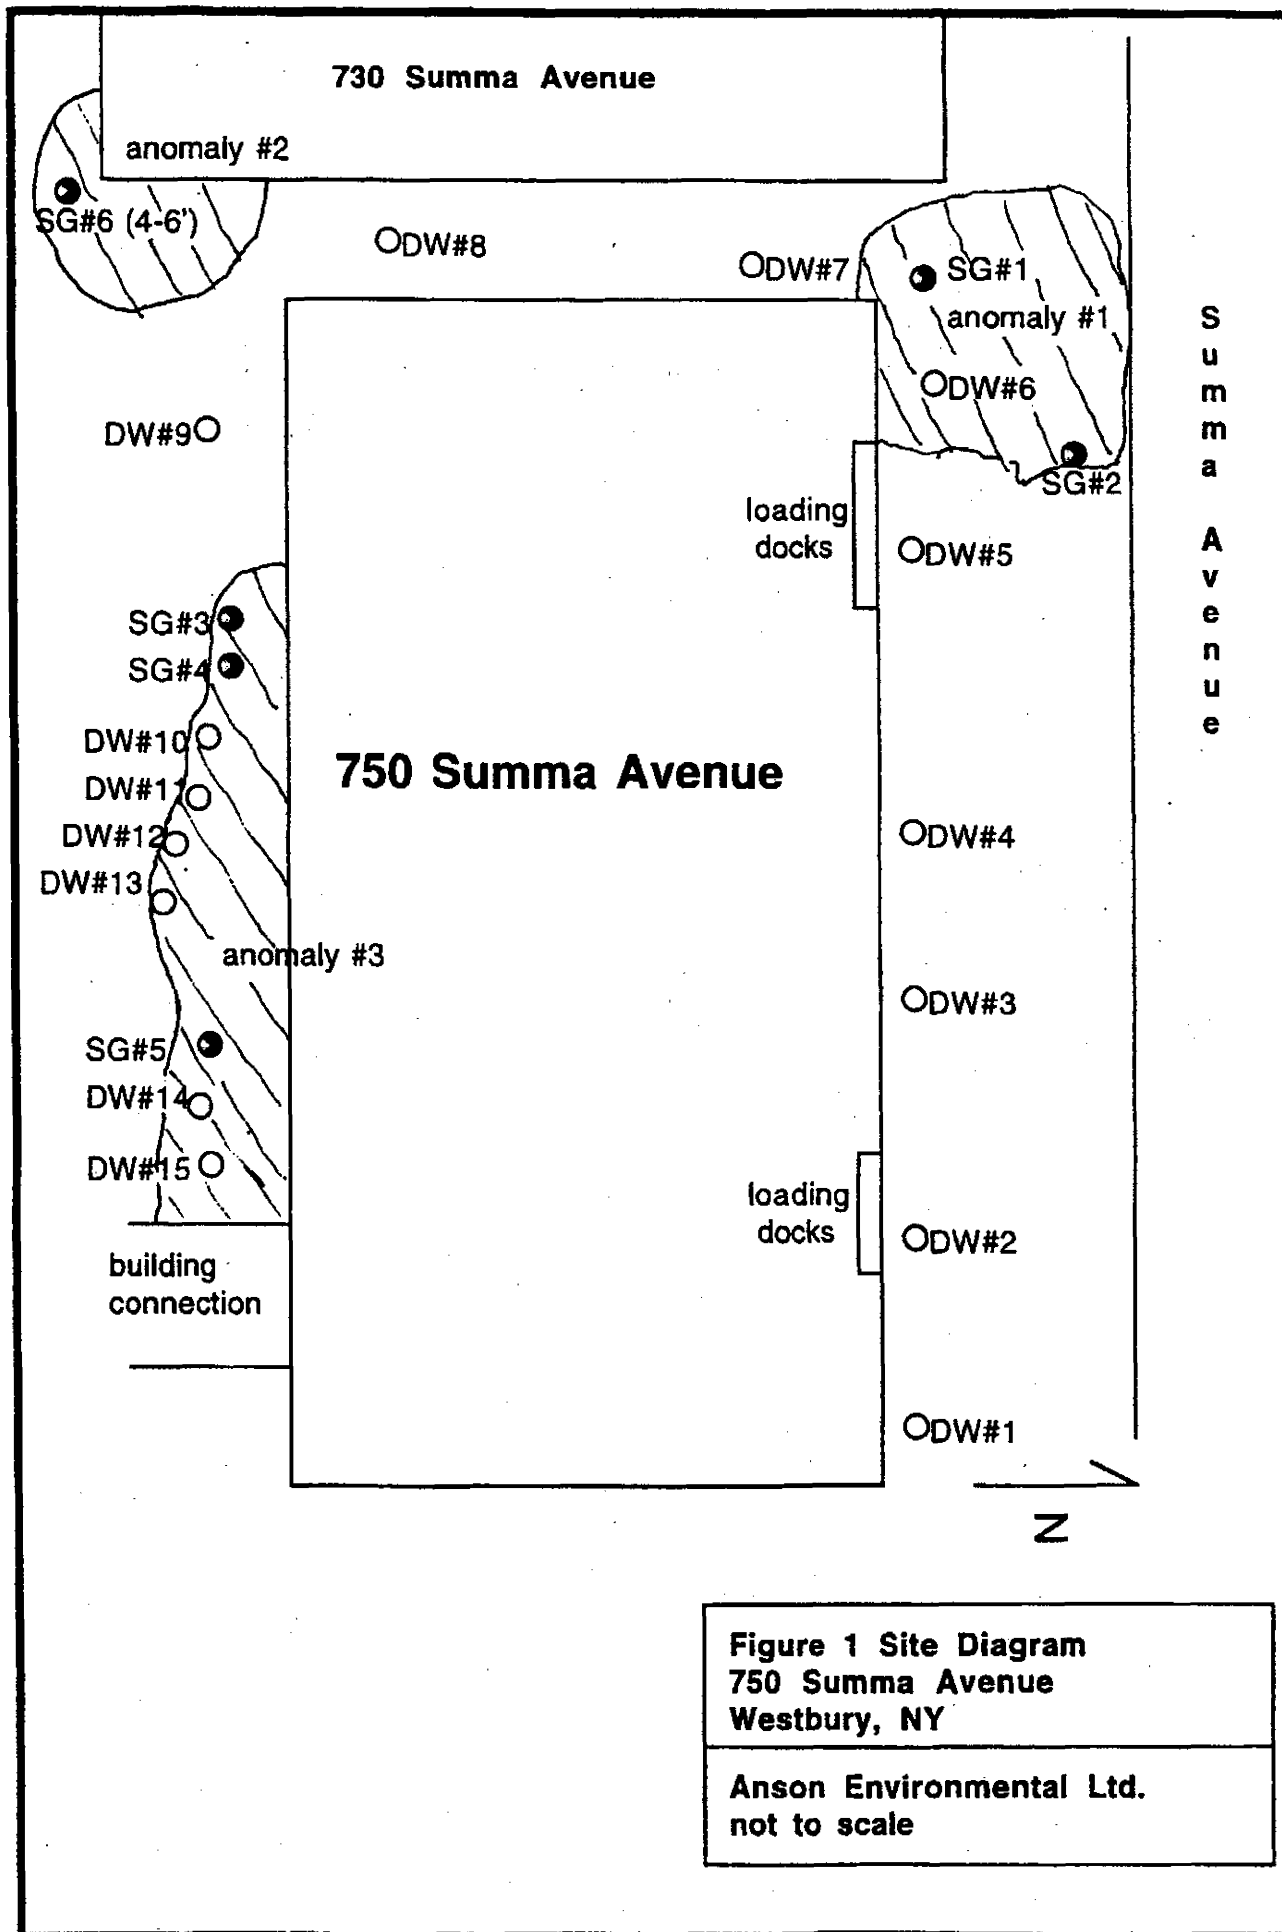 730 Summa Avenue
anomaly #2
SG#6 (4-6')
DW#8
DW#7
SG#1
anomaly #1
DW#6
SG#2
DW#9
loading
docks
DW#5
Summa Avenue
SG#3
SG#4
DW#10
DW#11
DW#12
DW#13
750 Summa Avenue
DW#4
anomaly #3
DW#3
SG#5
DW#14
DW#15
loading
docks
DW#2
building
connection
DW#1
N
Figure 1 Site Diagram
750 Summa Avenue
Westbury, NY
Anson Environmental Ltd.
not to scale